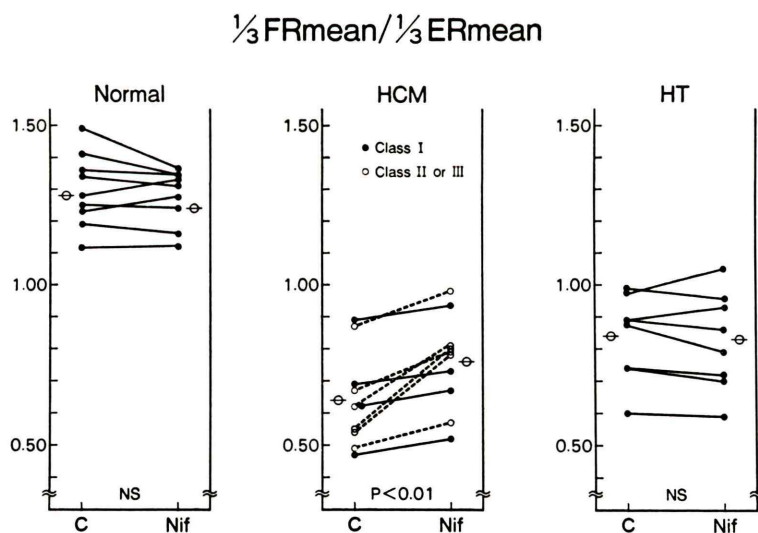 ⅓FRmean/⅓ERmean
Normal
HCM
HT
1.50
1.00
0.50
NS
C
Nif
1.50
● Class I
○ Class II or III
1.00
0.50
P<0.01
C
Nif
1.50
1.00
0.50
NS
C
Nif